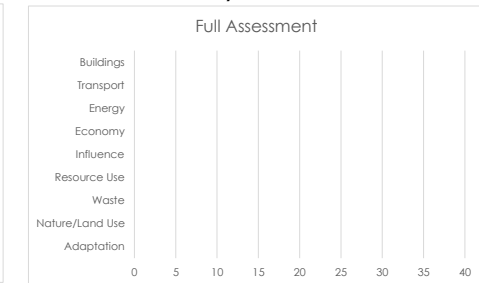 Full Assessment
Buildings
Transport
Energy
Economy
Influence
Resource Use
Waste
Nature/Land Use
Adaptation
0 5 10 15 20 25 30 35 40